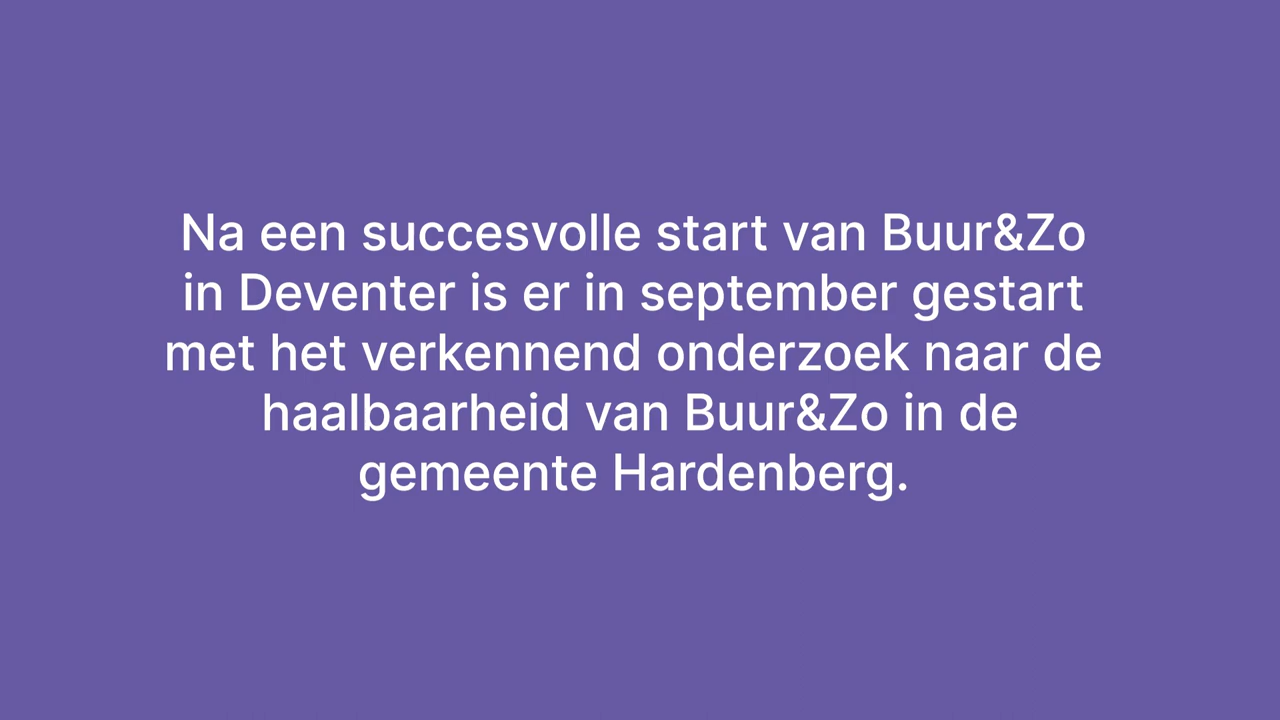 Na een succesvolle start van Buur&Zo
in Deventer is er in september gestart
met het verkennend onderzoek naar de
haalbaarheid van Buur&Zo in de
gemeente Hardenberg.